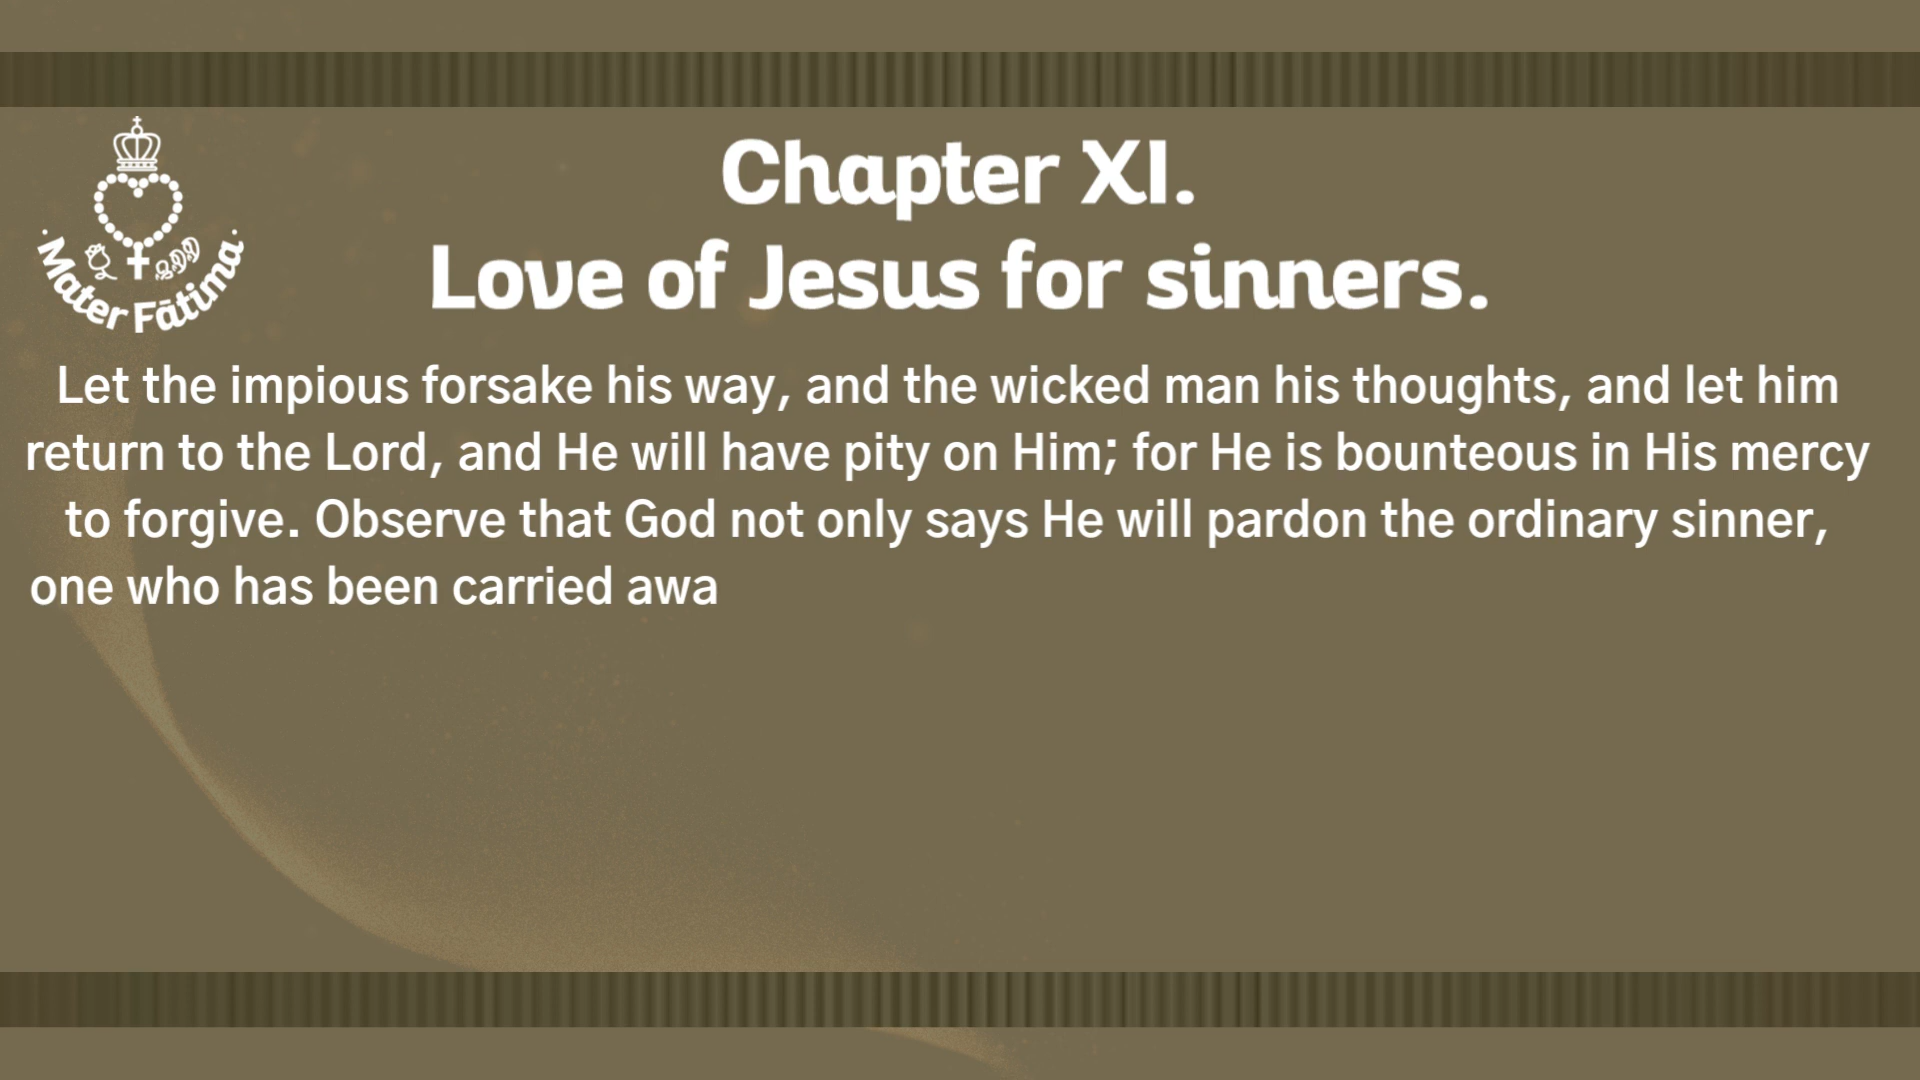 Chapter XI.
Love of Jesus for sinners.
·Mater Fātima·
Let the impious forsake his way, and the wicked man his thoughts, and let him
return to the Lord, and He will have pity on Him; for He is bounteous in His mercy
to forgive. Observe that God not only says He will pardon the ordinary sinner,
one who has been carried awa